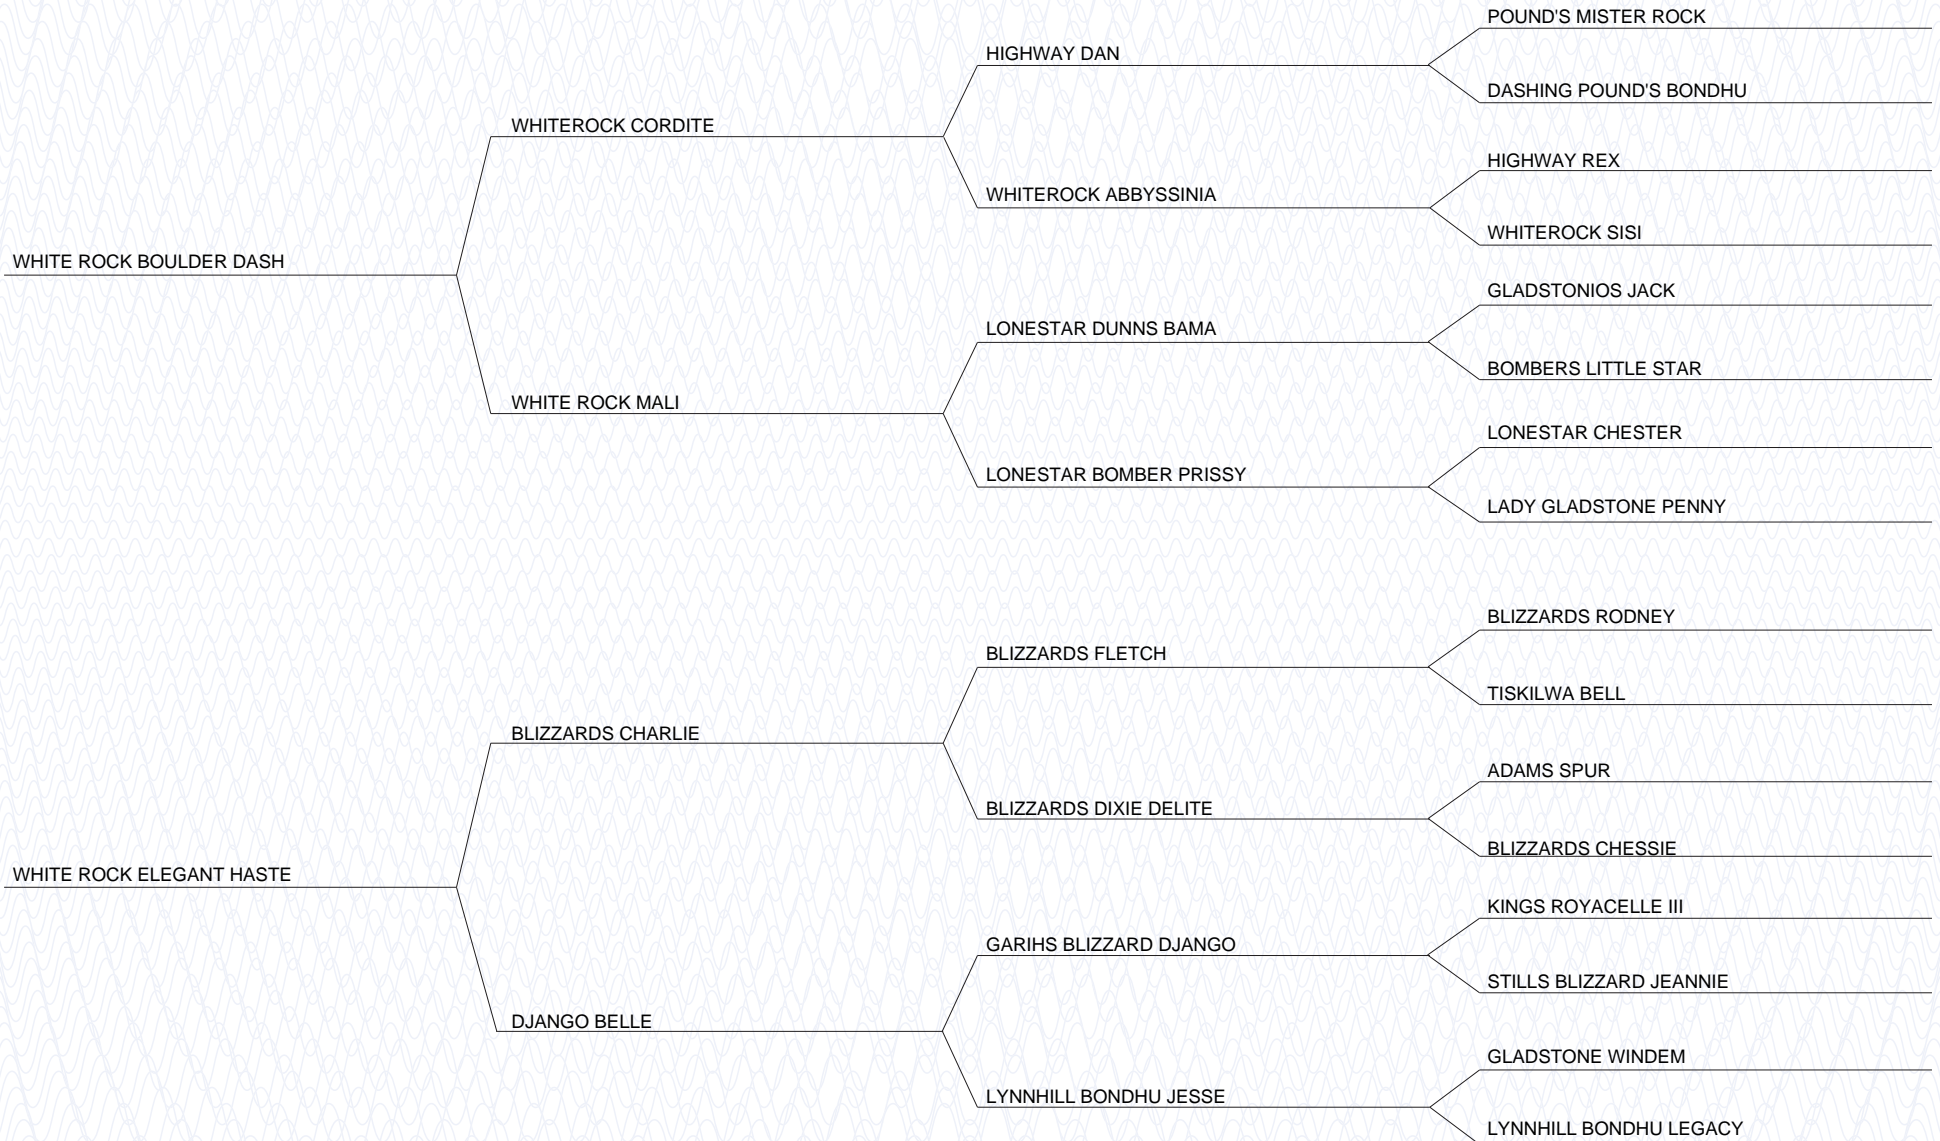 POUND'S MISTER ROCK
HIGHWAY DAN
DASHING POUND'S BONDHU
WHITEROCK CORDITE
HIGHWAY REX
WHITEROCK ABBYSSINIA
WHITEROCK SISI
WHITE ROCK BOULDER DASH
GLADSTONIOS JACK
LONESTAR DUNNS BAMA
BOMBERS LITTLE STAR
WHITE ROCK MALI
LONESTAR CHESTER
LONESTAR BOMBER PRISSY
LADY GLADSTONE PENNY
BLIZZARDS RODNEY
BLIZZARDS FLETCH
TISKILWA BELL
BLIZZARDS CHARLIE
ADAMS SPUR
BLIZZARDS DIXIE DELITE
BLIZZARDS CHESSIE
WHITE ROCK ELEGANT HASTE
KINGS ROYACELLE III
GARIHS BLIZZARD DJANGO
STILLS BLIZZARD JEANNIE
DJANGO BELLE
GLADSTONE WINDEM
LYNNHILL BONDHU JESSE
LYNNHILL BONDHU LEGACY